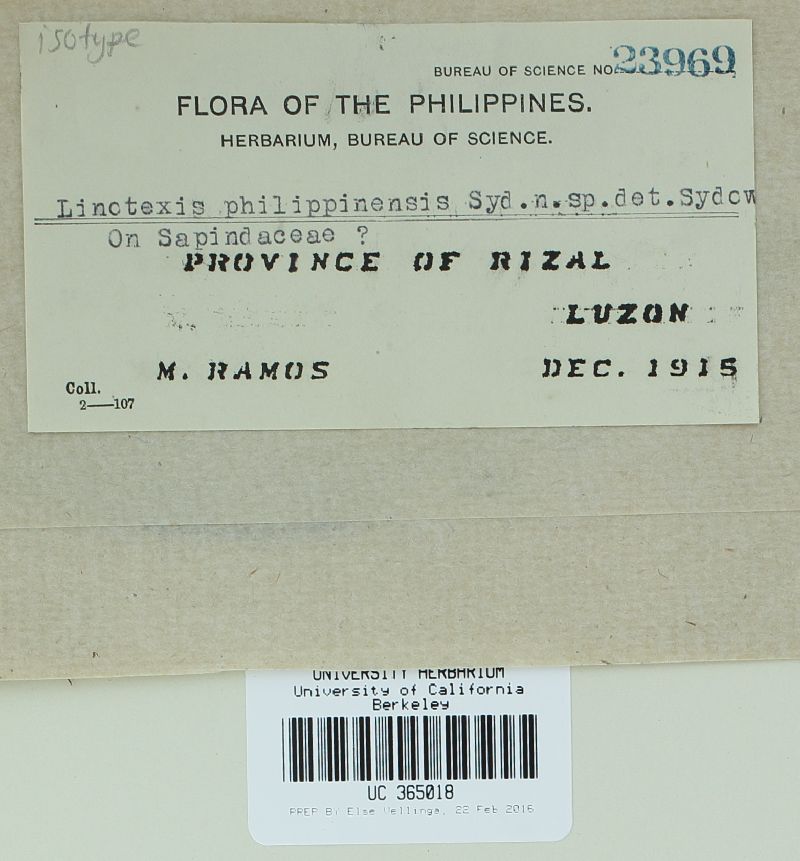 isotype
BUREAU OF SCIENCE NO. 23969
FLORA OF THE PHILIPPINES.
HERBARIUM, BUREAU OF SCIENCE.
Linotexis philippinensis Syd.n.sp.det.Sydow
On Sapindaceae ?
PROVINCE OF RIZAL
LUZON
M. RAMOS DEC. 1915
Coll.
2—107
UNIVERSITY HERBARIUM
University of California
Berkeley
UC 365018
PREP BY Else Vellinga, 22 Feb 2016